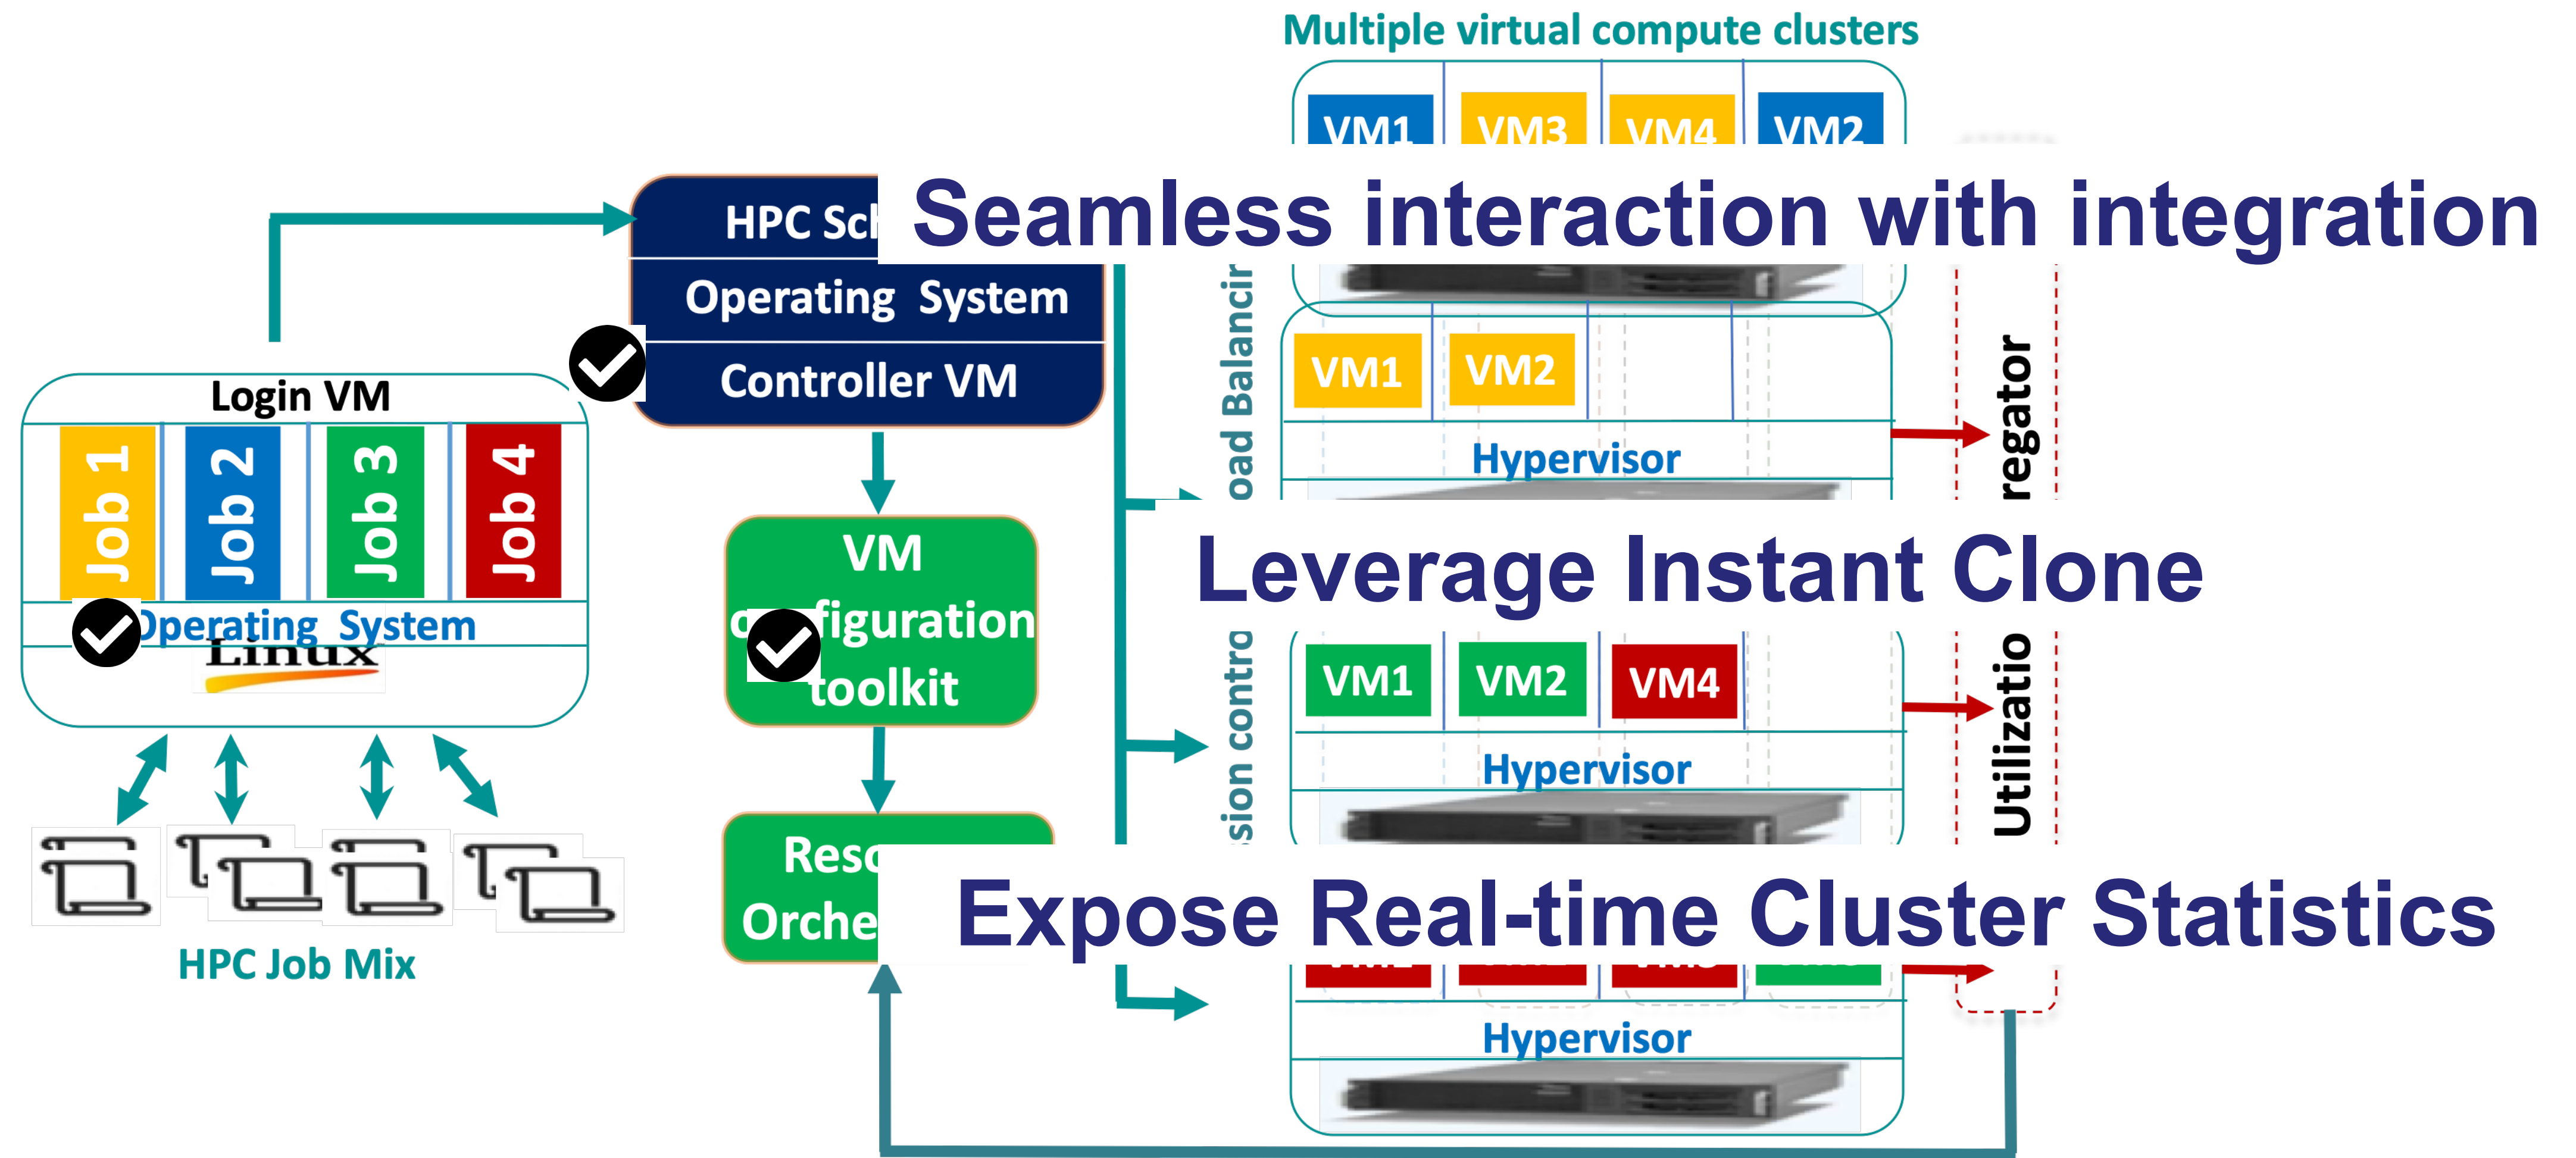 Multiple virtual compute clusters
VM1 VM3 VM4 VM2
Seamless interaction with integration
HPC Sch
Operating  System
Controller VM
Login VM
Job 1
Job 2
Job 3
Job 4
Operating  System
Linux
HPC Job Mix
VM
configuration
toolkit
Reso
Orche
oad Balancin
sion contro
VM1 VM2
Hypervisor
Leverage Instant Clone
VM1 VM2 VM4
Hypervisor
Expose Real-time Cluster Statistics
Hypervisor
regator
Utilizatio